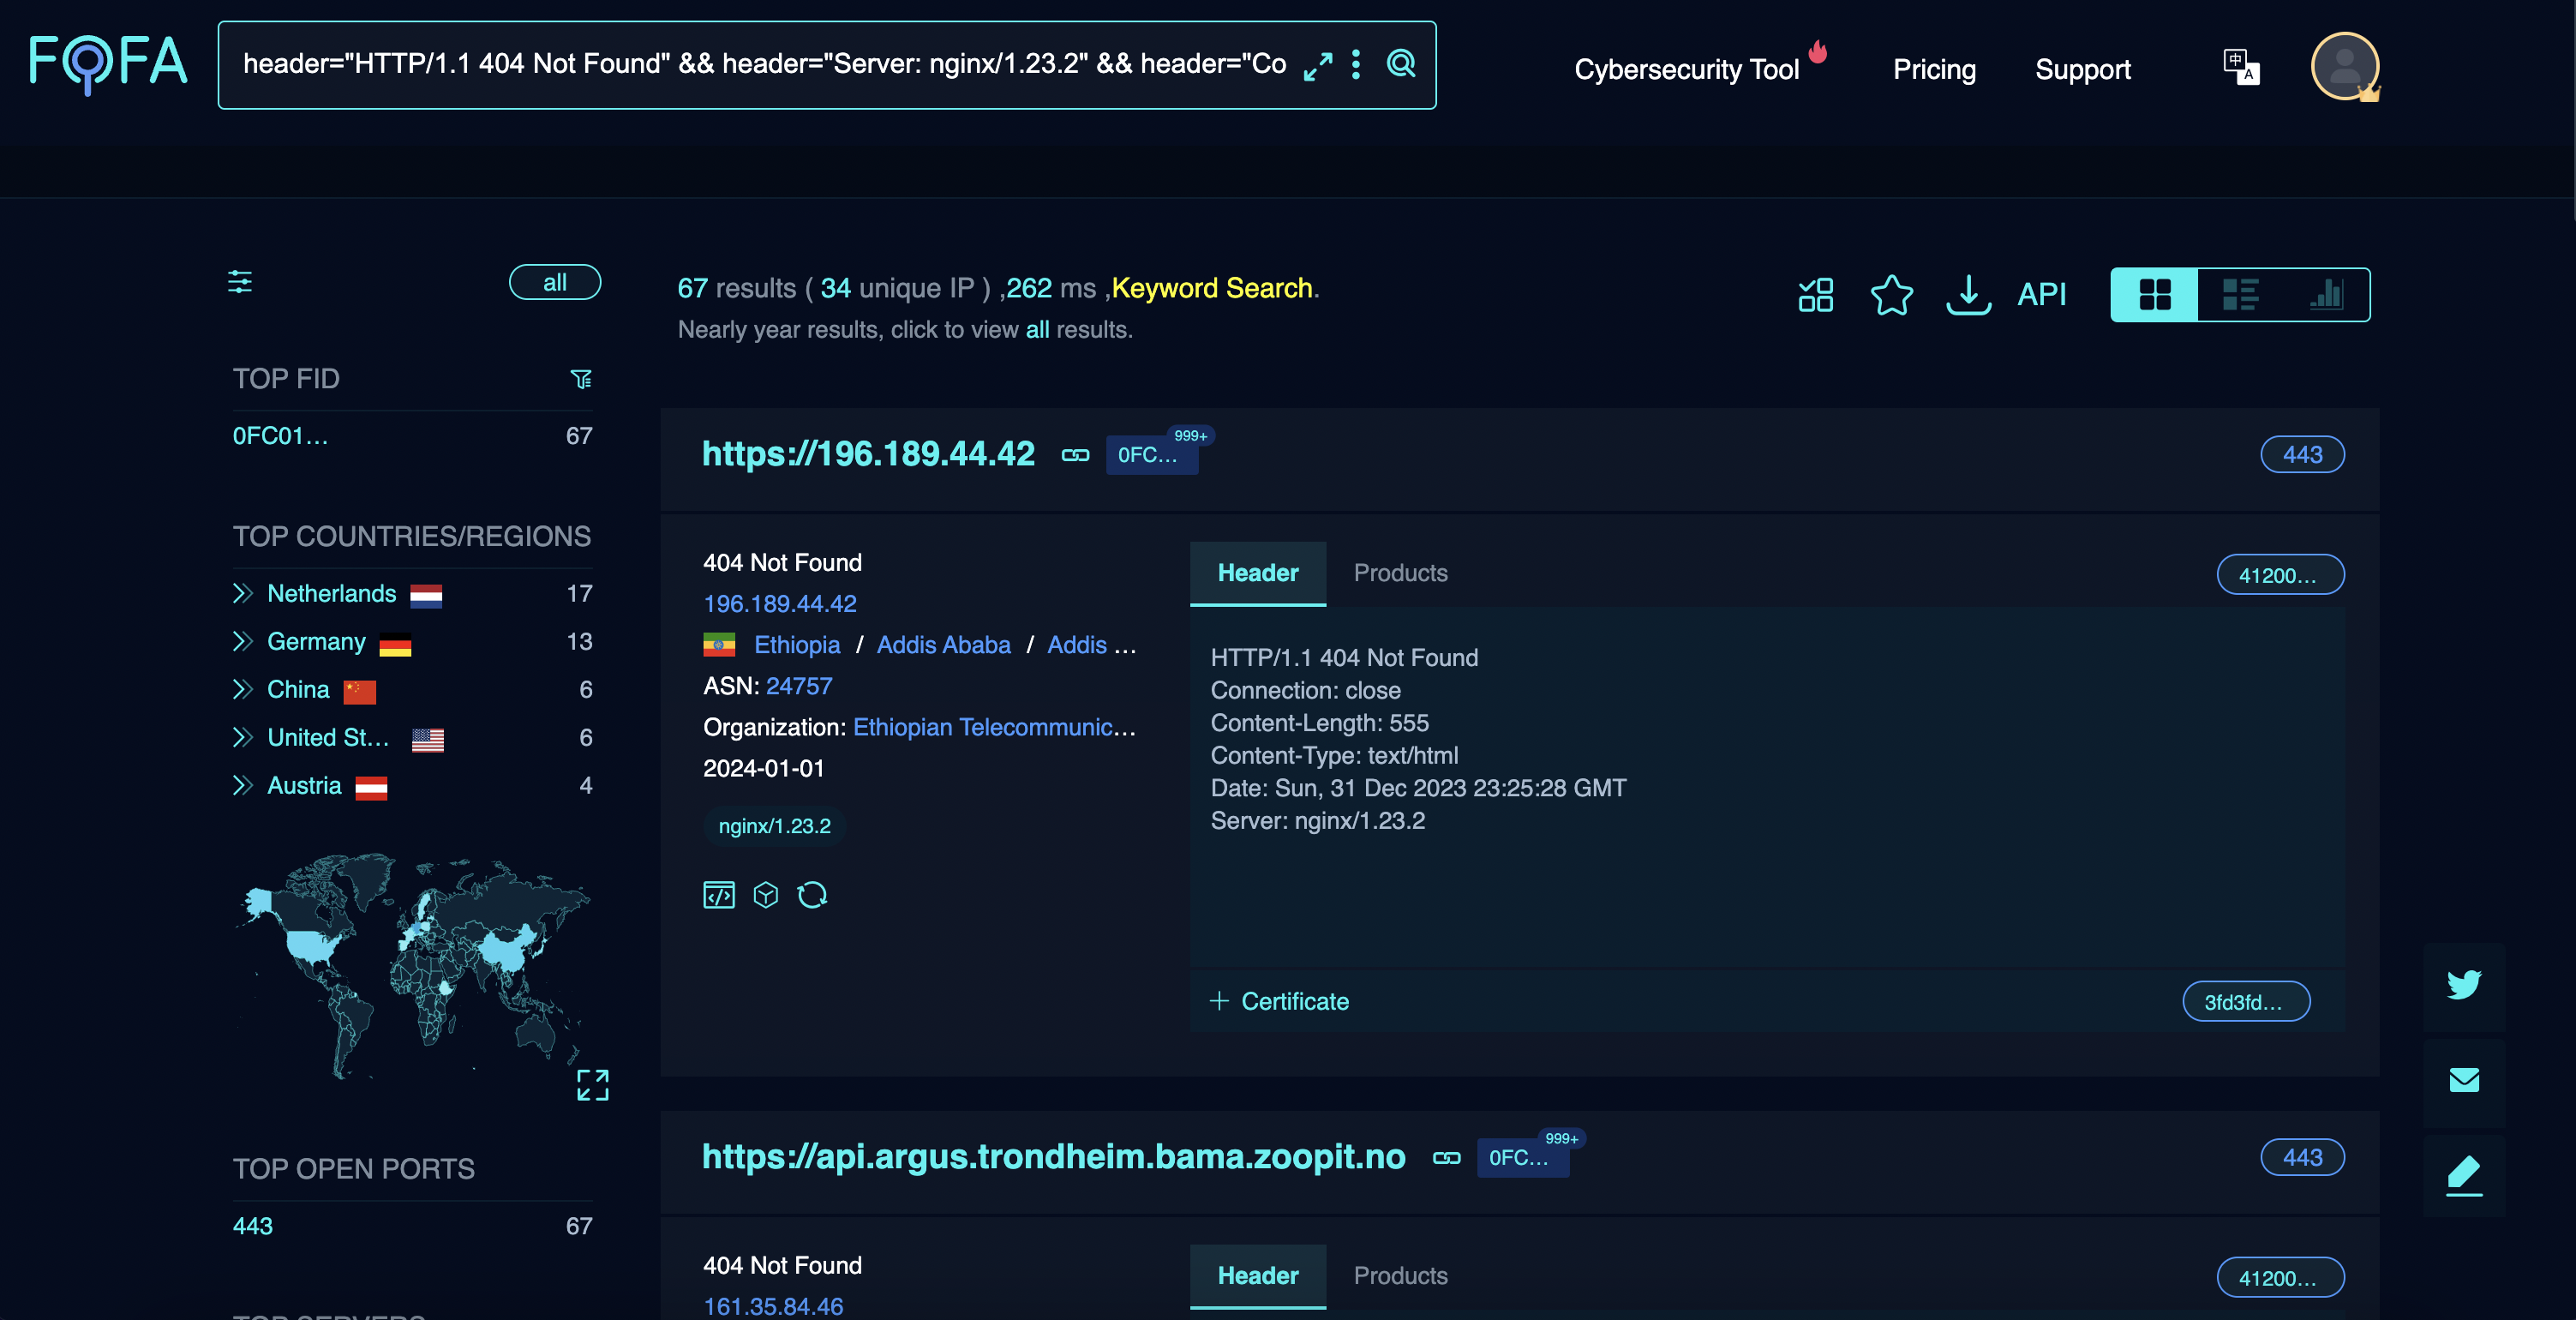 FOFA
header="HTTP/1.1 404 Not Found" && header="Server: nginx/1.23.2" && header="Co
Cybersecurity Tool
Pricing
Support
中
A
all
67 results ( 34 unique IP ) ,262 ms ,Keyword Search.
Nearly year results, click to view all results.
API
TOP FID
0FC01... 67
TOP COUNTRIES/REGIONS
Netherlands 17
Germany 13
China 6
United St... 6
Austria 4
TOP OPEN PORTS
443 67
TOP SERVERS
https://196.189.44.42 0FC... 999+ 443
404 Not Found
196.189.44.42
Ethiopia / Addis Ababa / Addis ...
ASN: 24757
Organization: Ethiopian Telecommunic...
2024-01-01
nginx/1.23.2
Header Products 41200...
HTTP/1.1 404 Not Found
Connection: close
Content-Length: 555
Content-Type: text/html
Date: Sun, 31 Dec 2023 23:25:28 GMT
Server: nginx/1.23.2
+ Certificate 3fd3fd...
https://api.argus.trondheim.bama.zoopit.no 0FC... 999+ 443
404 Not Found
161.35.84.46
Header Products 41200...